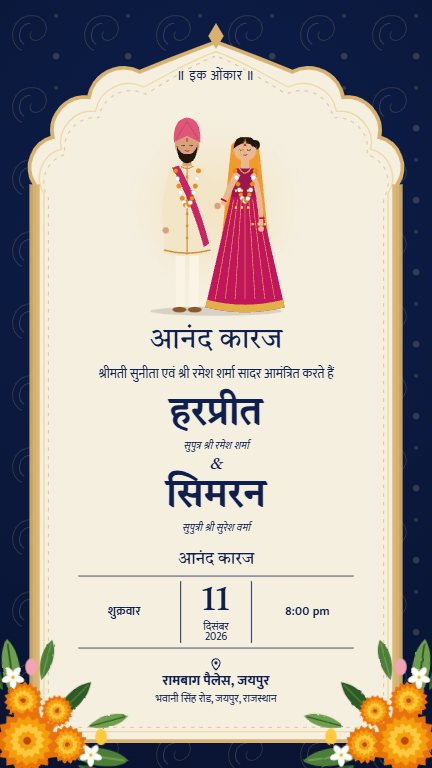 ॥ इक ओंकार ॥
आनंद कारज
श्रीमती सुनीता एवं श्री रमेश शर्मा सादर आमंत्रित करते हैं
हरप्रीत
सुपुत्र श्री रमेश शर्मा
&
सिमरन
सुपुत्री श्री सुरेश वर्मा
आनंद कारज
शुक्रवार
11
दिसंबर
2026
8:00 pm
रामबाग पैलेस, जयपुर
भवानी सिंह रोड, जयपुर, राजस्थान